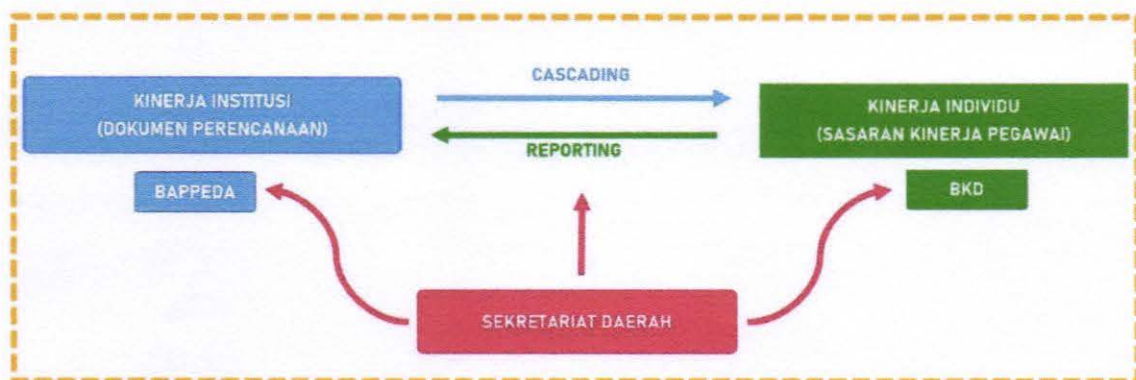 CASCADING
KINERJA INSTITUSI
(DOKUMEN PERENCANAAN)
KINERJA INDIVIDU
(SASARAN KINERJA PEGAWAI)
REPORTING
BAPPEDA
BKD
SEKRETARIAT DAERAH